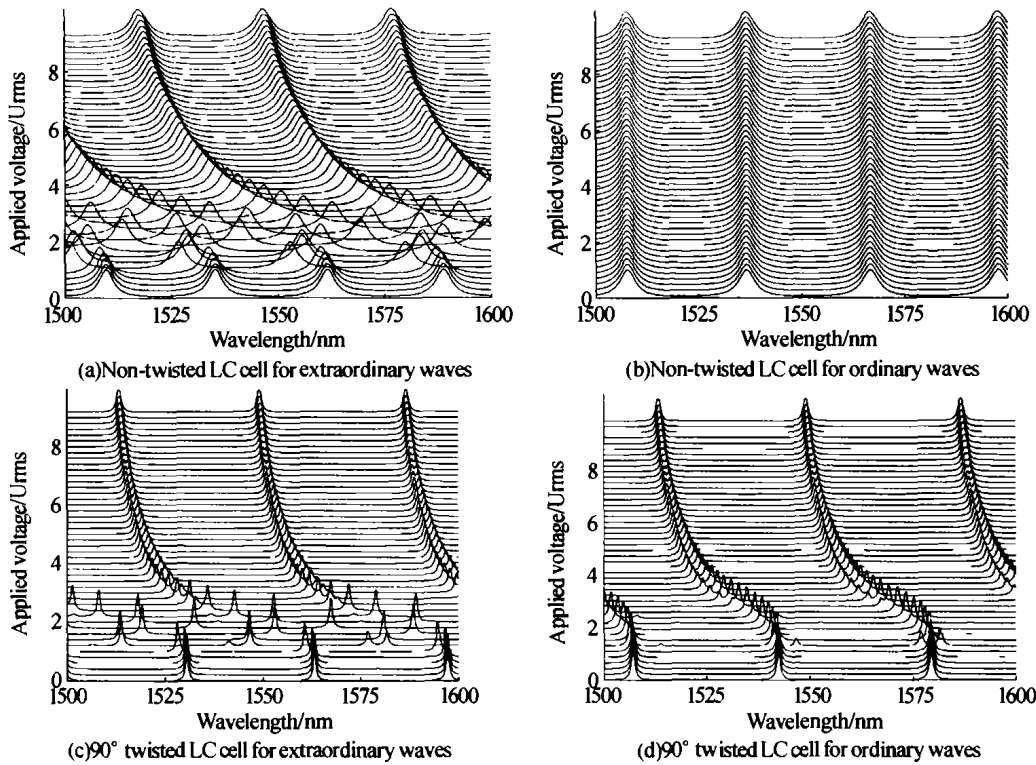 Applied voltage/Urms
8
6
4
2
0
1500 1525 1550 1575 1600
Wavelength/nm
(a)Non-twisted LC cell for extraordinary waves
Applied voltage/Urms
8
6
4
2
0
1500 1525 1550 1575 1600
Wavelength/nm
(b)Non-twisted LC cell for ordinary waves
Applied voltage/Urms
8
6
4
2
0
1500 1525 1550 1575 1600
Wavelength/nm
(c)90° twisted LC cell for extraordinary waves
Applied voltage/Urms
8
6
4
2
0
1500 1525 1550 1575 1600
Wavelength/nm
(d)90° twisted LC cell for ordinary waves